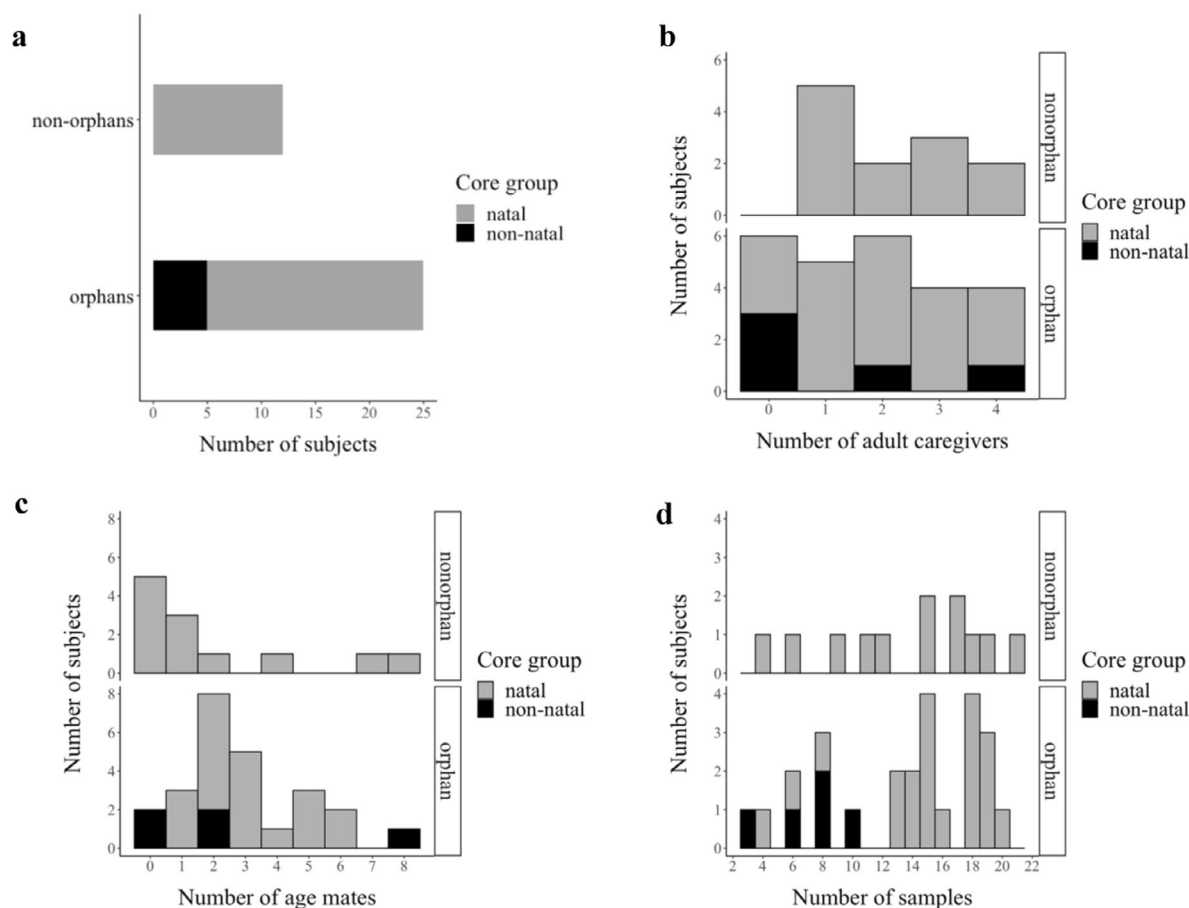 a
non-orphans
orphans
0 5 10 15 20 25
Number of subjects
Core group
natal
non-natal
b
Number of subjects
6
4
2
0
nonorphan
6
4
2
0
orphan
0 1 2 3 4
Number of adult caregivers
Core group
natal
non-natal
c
Number of subjects
8
6
4
2
0
nonorphan
8
6
4
2
0
orphan
0 1 2 3 4 5 6 7 8
Number of age mates
Core group
natal
non-natal
d
Number of subjects
4
3
2
1
0
nonorphan
4
3
2
1
0
orphan
2 4 6 8 10 12 14 16 18 20 22
Number of samples
Core group
natal
non-natal